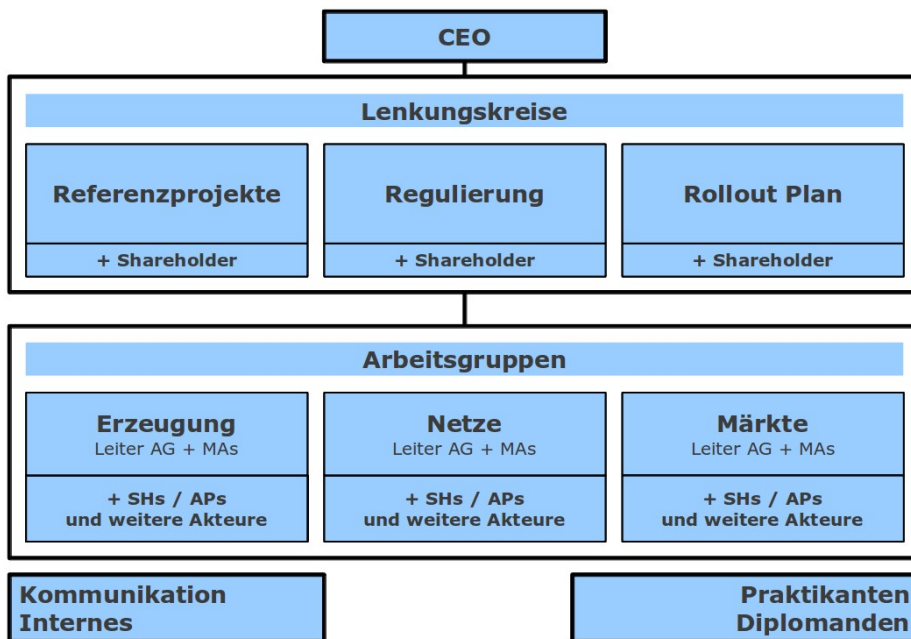 CEO
Lenkungskreise
Referenzprojekte
+ Shareholder
Regulierung
+ Shareholder
Rollout Plan
+ Shareholder
Arbeitsgruppen
Erzeugung
Leiter AG + MAs
+ SHs / APs
und weitere Akteure
Netze
Leiter AG + MAs
+ SHs / APs
und weitere Akteure
Märkte
Leiter AG + MAs
+ SHs / APs
und weitere Akteure
Kommunikation
Internes
Praktikanten
Diplomanden